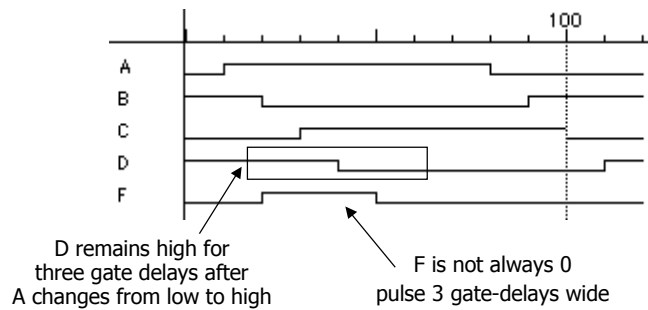 100
A
B
C
D
F
D remains high for
three gate delays after
A changes from low to high
F is not always 0
pulse 3 gate-delays wide